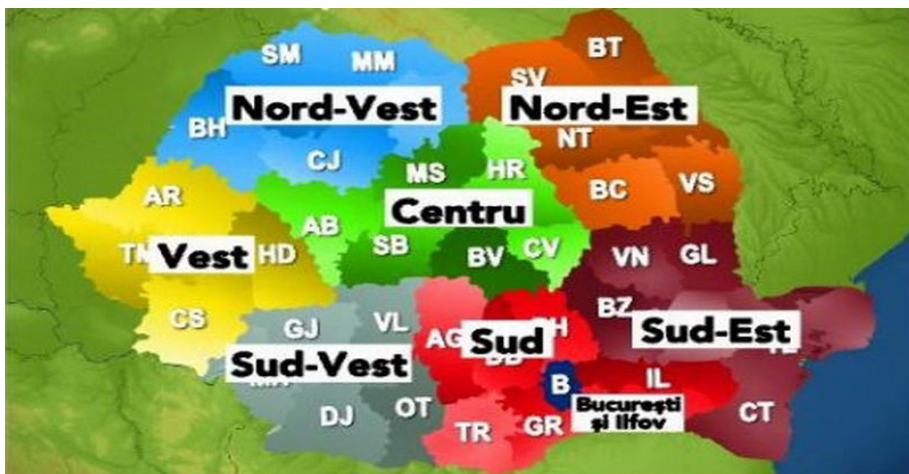 BT
SM
MM
SV
Nord-Vest
Nord-Est
BH
NT
CJ
MS
HR
BC
VS
AR
Centru
AB
SB
BV
CV
Vest
HD
VN
GL
BZ
CS
GJ
VL
AG
Sud
Sud-Est
Sud-Vest
B
IL
București
și Ilfov
DJ
OT
TR
GR
CT